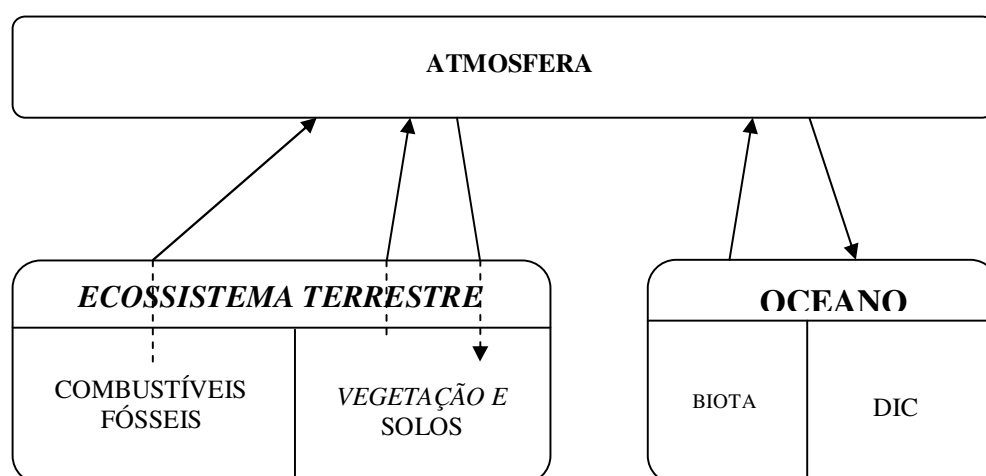 ATMOSFERA
ECOSSISTEMA TERRESTRE
OCEANO
COMBUSTÍVEIS
FÓSSEIS
VEGETAÇÃO E
SOLOS
BIOTA
DIC